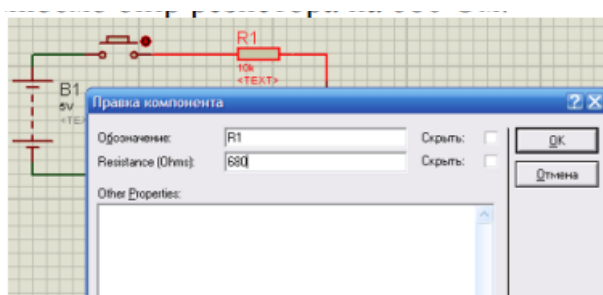 R1
10k
<TEXT>
B1
5V
Правка компонента
Обозначение:
R1
Скрыть:
OK
Resistance (Ohms):
680
Скрыть:
Отмена
Other Properties: